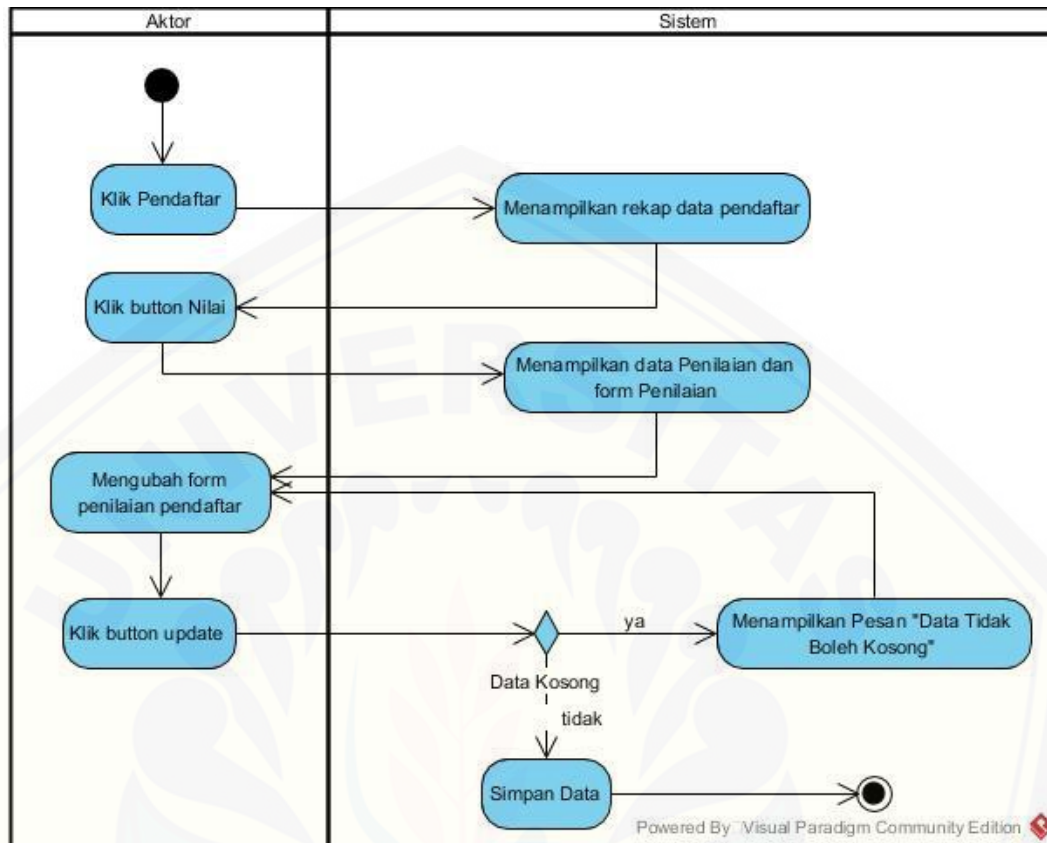 Aktor
Sistem
Klik Pendaftar
Menampilkan rekap data pendaftar
Klik button Nilai
Menampilkan data Penilaian dan
form Penilaian
Mengubah form
penilaian pendaftar
Klik button update
ya
Menampilkan Pesan "Data Tidak
Boleh Kosong"
Data Kosong
tidak
Simpan Data
Powered By Visual Paradigm Community Edition
UNIVERSITAS